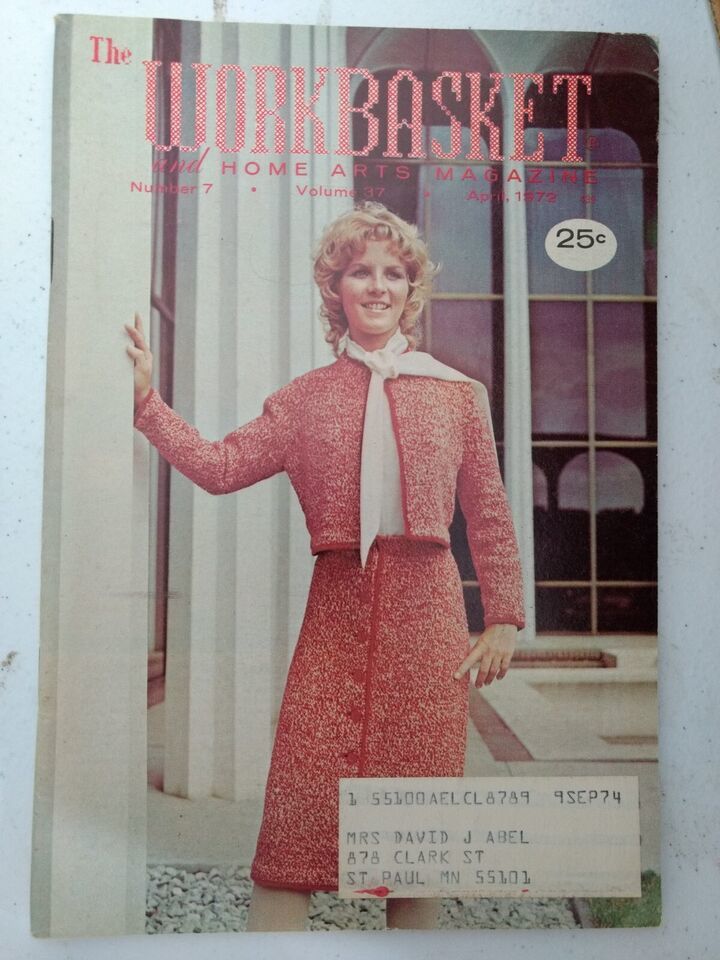 The
WORKBASKET
and HOME ARTS MAGAZINE
Number 7 • Volume 37 • April, 1972
25c
1 55100AELCL8789 9SEP74
MRS DAVID J ABEL
878 CLARK ST
ST PAUL MN 55101